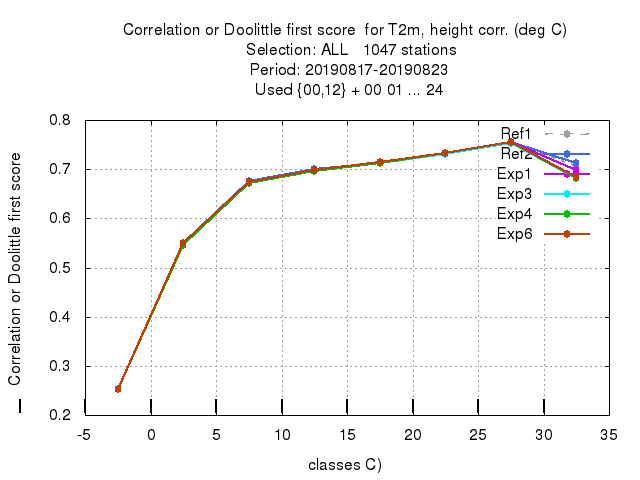 Correlation or Doolittle first score  for T2m, height corr. (deg C)
Selection: ALL   1047 stations
Period: 20190817-20190823
Used {00,12} + 00 01 ... 24
Correlation or Doolittle first score
0.8
0.7
0.6
0.5
0.4
0.3
0.2
Ref1
Ref2
Exp1
Exp3
Exp4
Exp6
-5 0 5 10 15 20 25 30 35
classes C)